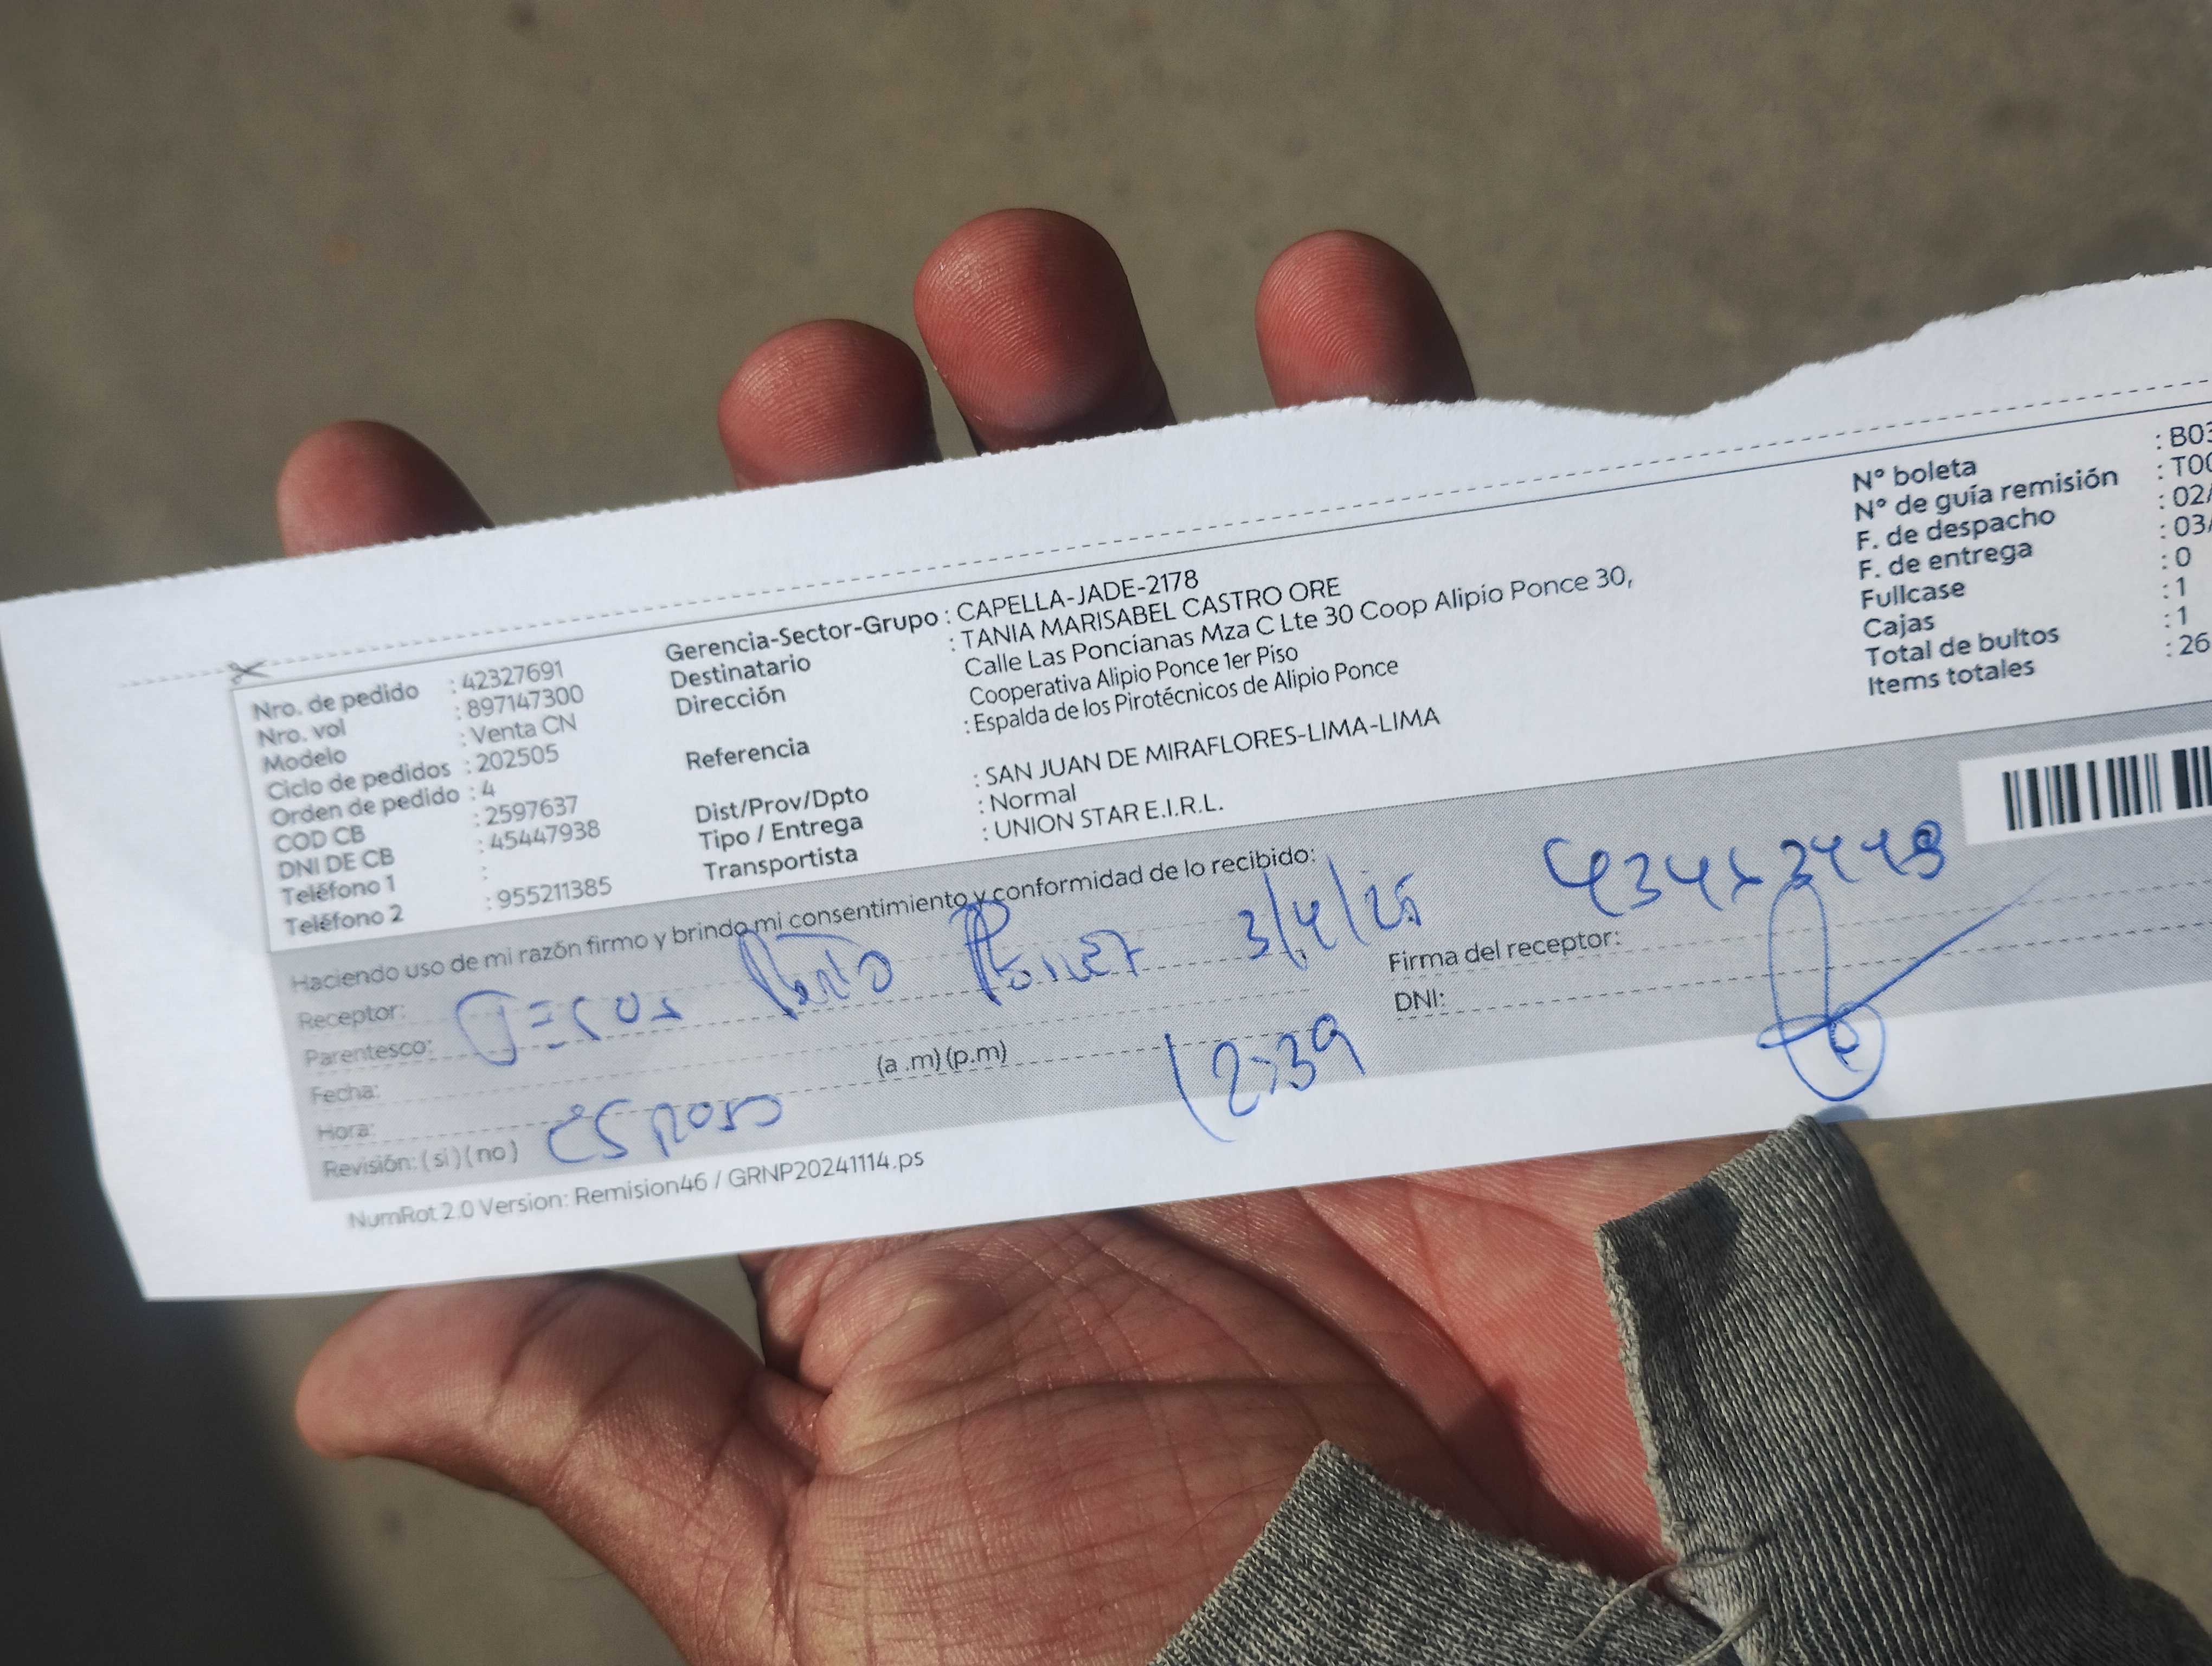 Nro. de pedido : 42327691
Nro. vol : 897147300
Modelo : Venta CN
Ciclo de pedidos : 202505
Orden de pedido : 4
COD CB : 2597637
DNI DE CB : 45447938
Teléfono 1 :
Teléfono 2 : 955211385
Gerencia-Sector-Grupo : CAPELLA-JADE-2178
Destinatario : TANIA MARISABEL CASTRO ORE
Dirección Calle Las Poncianas Mza C Lte 30 Coop Alipio Ponce 30,
Cooperativa Alipio Ponce 1er Piso
Referencia : Espalda de los Pirotécnicos de Alipio Ponce
Dist/Prov/Dpto : SAN JUAN DE MIRAFLORES-LIMA-LIMA
Tipo / Entrega : Normal
Transportista : UNION STAR E.I.R.L.
N° boleta : B03
N° de guía remisión : T00
F. de despacho : 02/
F. de entrega : 03/
Fullcase : 0
Cajas : 1
Total de bultos : 1
Items totales : 26
Haciendo uso de mi razón firmo y brindo mi consentimiento y conformidad de lo recibido:
Receptor: Jesus 3/4/25
Parentesco:
Fecha:
Hora: (a .m) (p.m)
Revisión: (si) (no) esposo 12:39
Firma del receptor:
DNI:
NumRot 2.0 Version: Remision46 / GRNP20241114.ps